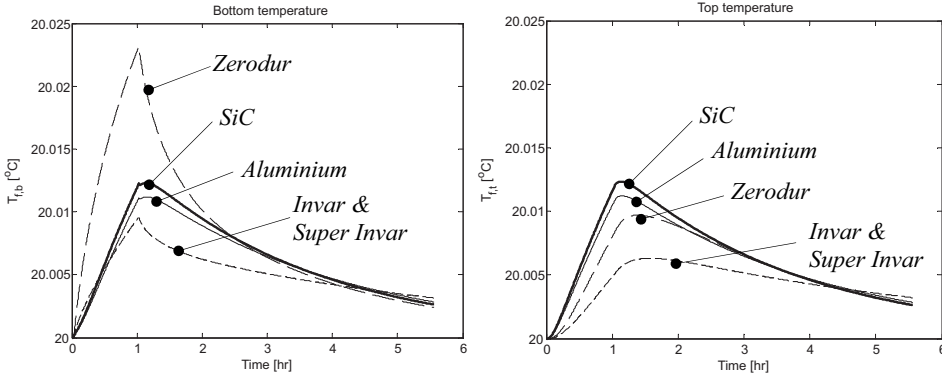 Bottom temperature
20.025
20.02
20.015
20.01
20.005
20
T_{f,b} [°C]
Zerodur
SiC
Aluminium
Invar &
Super Invar
0 1 2 3 4 5 6
Time [hr]
Top temperature
20.025
20.02
20.015
20.01
20.005
20
T_{f,t} [°C]
SiC
Aluminium
Zerodur
Invar &
Super Invar
0 1 2 3 4 5 6
Time [hr]